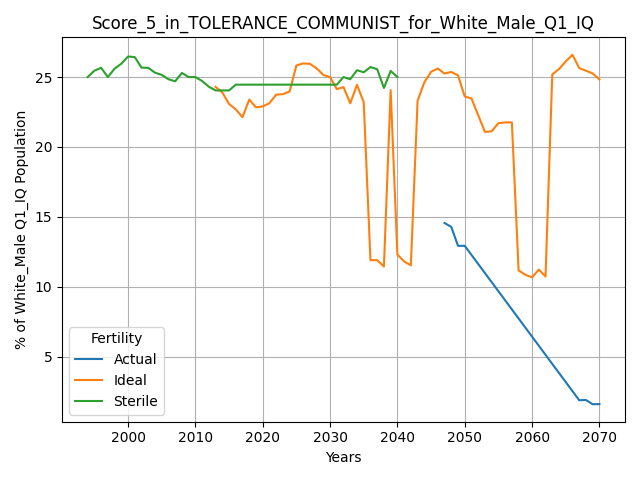 Score_5_in_TOLERANCE_COMMUNIST_for_White_Male_Q1_IQ
% of White_Male Q1_IQ Population
25
20
15
10
5
Fertility
Actual
Ideal
Sterile
2000 2010 2020 2030 2040 2050 2060 2070
Years